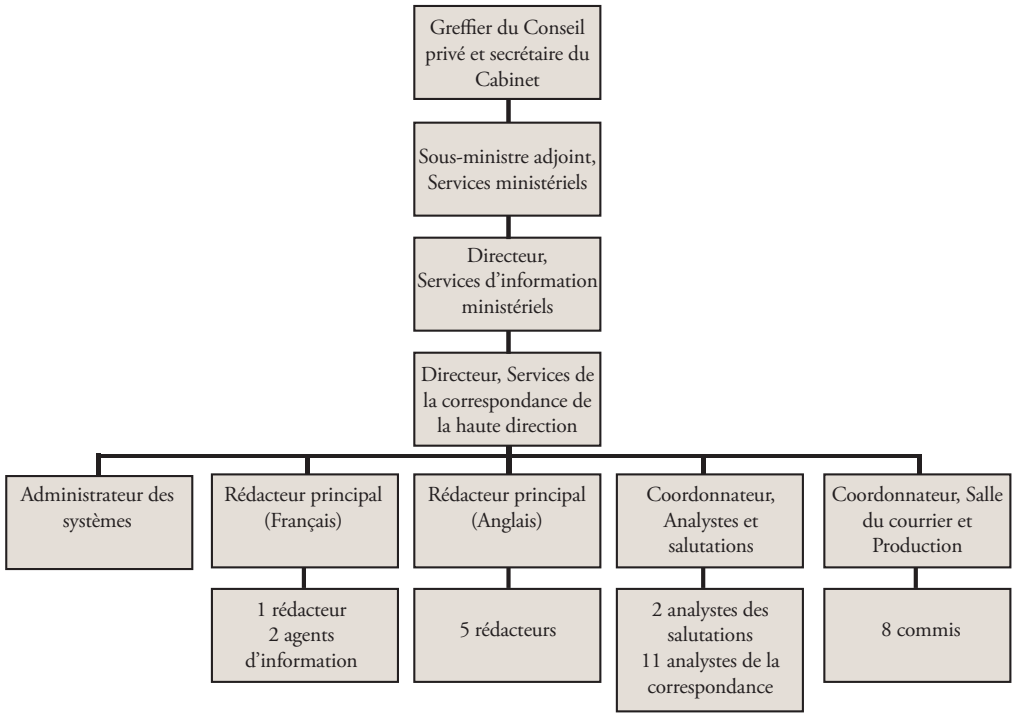 Greffier du Conseil
privé et secrétaire du
Cabinet
Sous-ministre adjoint,
Services ministériels
Directeur,
Services d'information
ministériels
Directeur, Services de
la correspondance de
la haute direction
Administrateur des
systèmes
Rédacteur principal
(Français)
Rédacteur principal
(Anglais)
Coordonnateur,
Analystes et
salutations
Coordonnateur, Salle
du courrier et
Production
1 rédacteur
2 agents
d'information
5 rédacteurs
2 analystes des
salutations
11 analystes de la
correspondance
8 commis